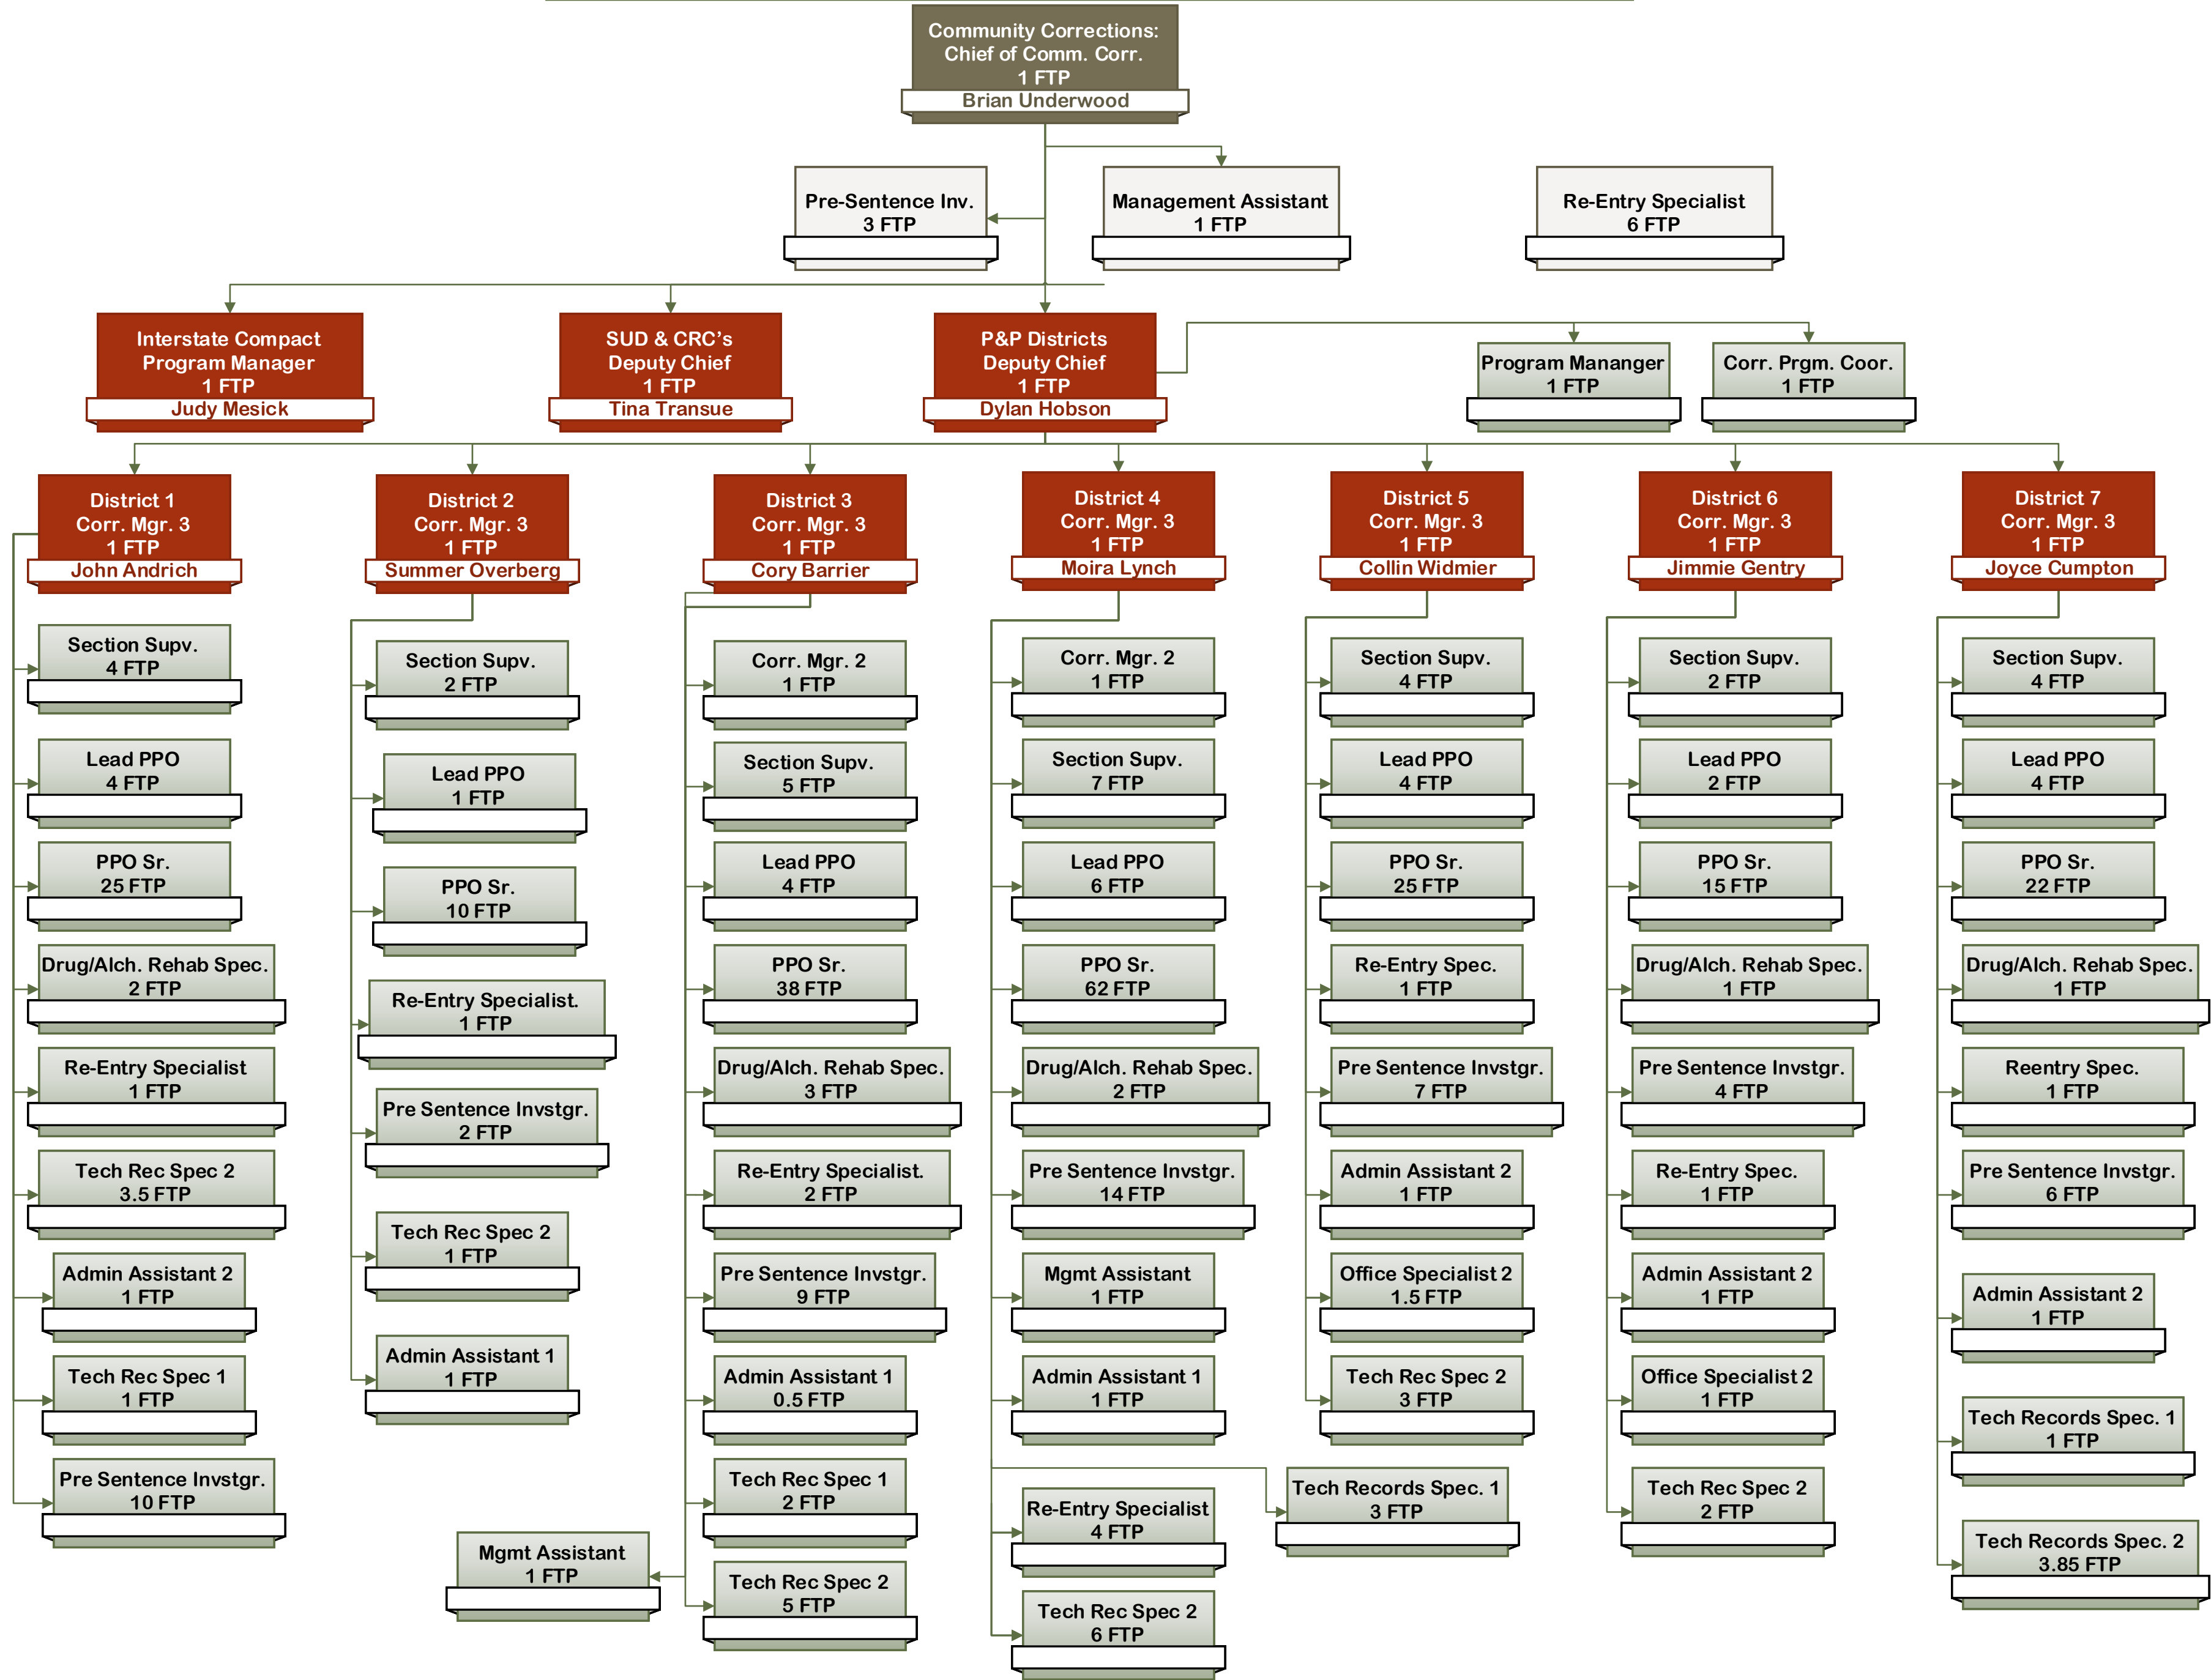 Community Corrections:
Chief of Comm. Corr.
1 FTP
Brian Underwood
Pre-Sentence Inv.
3 FTP
Management Assistant
1 FTP
Re-Entry Specialist
6 FTP
Interstate Compact
Program Manager
1 FTP
Judy Mesick
SUD & CRC’s
Deputy Chief
1 FTP
Tina Transue
P&P Districts
Deputy Chief
1 FTP
Dylan Hobson
Program Mananger
1 FTP
Corr. Prgm. Coor.
1 FTP
District 1
Corr. Mgr. 3
1 FTP
John Andrich
Section Supv.
4 FTP
Lead PPO
4 FTP
PPO Sr.
25 FTP
Drug/Alch. Rehab Spec.
2 FTP
Re-Entry Specialist
1 FTP
Tech Rec Spec 2
3.5 FTP
Admin Assistant 2
1 FTP
Tech Rec Spec 1
1 FTP
Pre Sentence Invstgr.
10 FTP
District 2
Corr. Mgr. 3
1 FTP
Summer Overberg
Section Supv.
2 FTP
Lead PPO
1 FTP
PPO Sr.
10 FTP
Re-Entry Specialist.
1 FTP
Pre Sentence Invstgr.
2 FTP
Tech Rec Spec 2
1 FTP
Admin Assistant 1
1 FTP
District 3
Corr. Mgr. 3
1 FTP
Cory Barrier
Corr. Mgr. 2
1 FTP
Section Supv.
5 FTP
Lead PPO
4 FTP
PPO Sr.
38 FTP
Drug/Alch. Rehab Spec.
3 FTP
Re-Entry Specialist.
2 FTP
Pre Sentence Invstgr.
9 FTP
Admin Assistant 1
0.5 FTP
Tech Rec Spec 1
2 FTP
Mgmt Assistant
1 FTP
Tech Rec Spec 2
5 FTP
District 4
Corr. Mgr. 3
1 FTP
Moira Lynch
Corr. Mgr. 2
1 FTP
Section Supv.
7 FTP
Lead PPO
6 FTP
PPO Sr.
62 FTP
Drug/Alch. Rehab Spec.
2 FTP
Pre Sentence Invstgr.
14 FTP
Mgmt Assistant
1 FTP
Admin Assistant 1
1 FTP
Tech Records Spec. 1
3 FTP
Re-Entry Specialist
4 FTP
Tech Rec Spec 2
6 FTP
District 5
Corr. Mgr. 3
1 FTP
Collin Widmier
Section Supv.
4 FTP
Lead PPO
4 FTP
PPO Sr.
25 FTP
Re-Entry Spec.
1 FTP
Pre Sentence Invstgr.
7 FTP
Admin Assistant 2
1 FTP
Office Specialist 2
1.5 FTP
Tech Rec Spec 2
3 FTP
District 6
Corr. Mgr. 3
1 FTP
Jimmie Gentry
Section Supv.
2 FTP
Lead PPO
2 FTP
PPO Sr.
15 FTP
Drug/Alch. Rehab Spec.
1 FTP
Pre Sentence Invstgr.
4 FTP
Re-Entry Spec.
1 FTP
Admin Assistant 2
1 FTP
Office Specialist 2
1 FTP
Tech Rec Spec 2
2 FTP
District 7
Corr. Mgr. 3
1 FTP
Joyce Cumpton
Section Supv.
4 FTP
Lead PPO
4 FTP
PPO Sr.
22 FTP
Drug/Alch. Rehab Spec.
1 FTP
Reentry Spec.
1 FTP
Pre Sentence Invstgr.
6 FTP
Admin Assistant 2
1 FTP
Tech Records Spec. 1
1 FTP
Tech Records Spec. 2
3.85 FTP